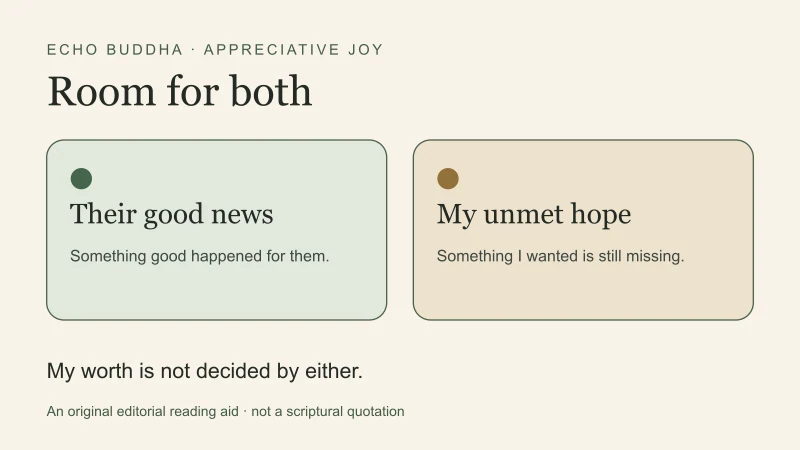 ECHO BUDDHA · APPRECIATIVE JOY
Room for both
Their good news
Something good happened for them.
My unmet hope
Something I wanted is still missing.
My worth is not decided by either.
An original editorial reading aid · not a scriptural quotation